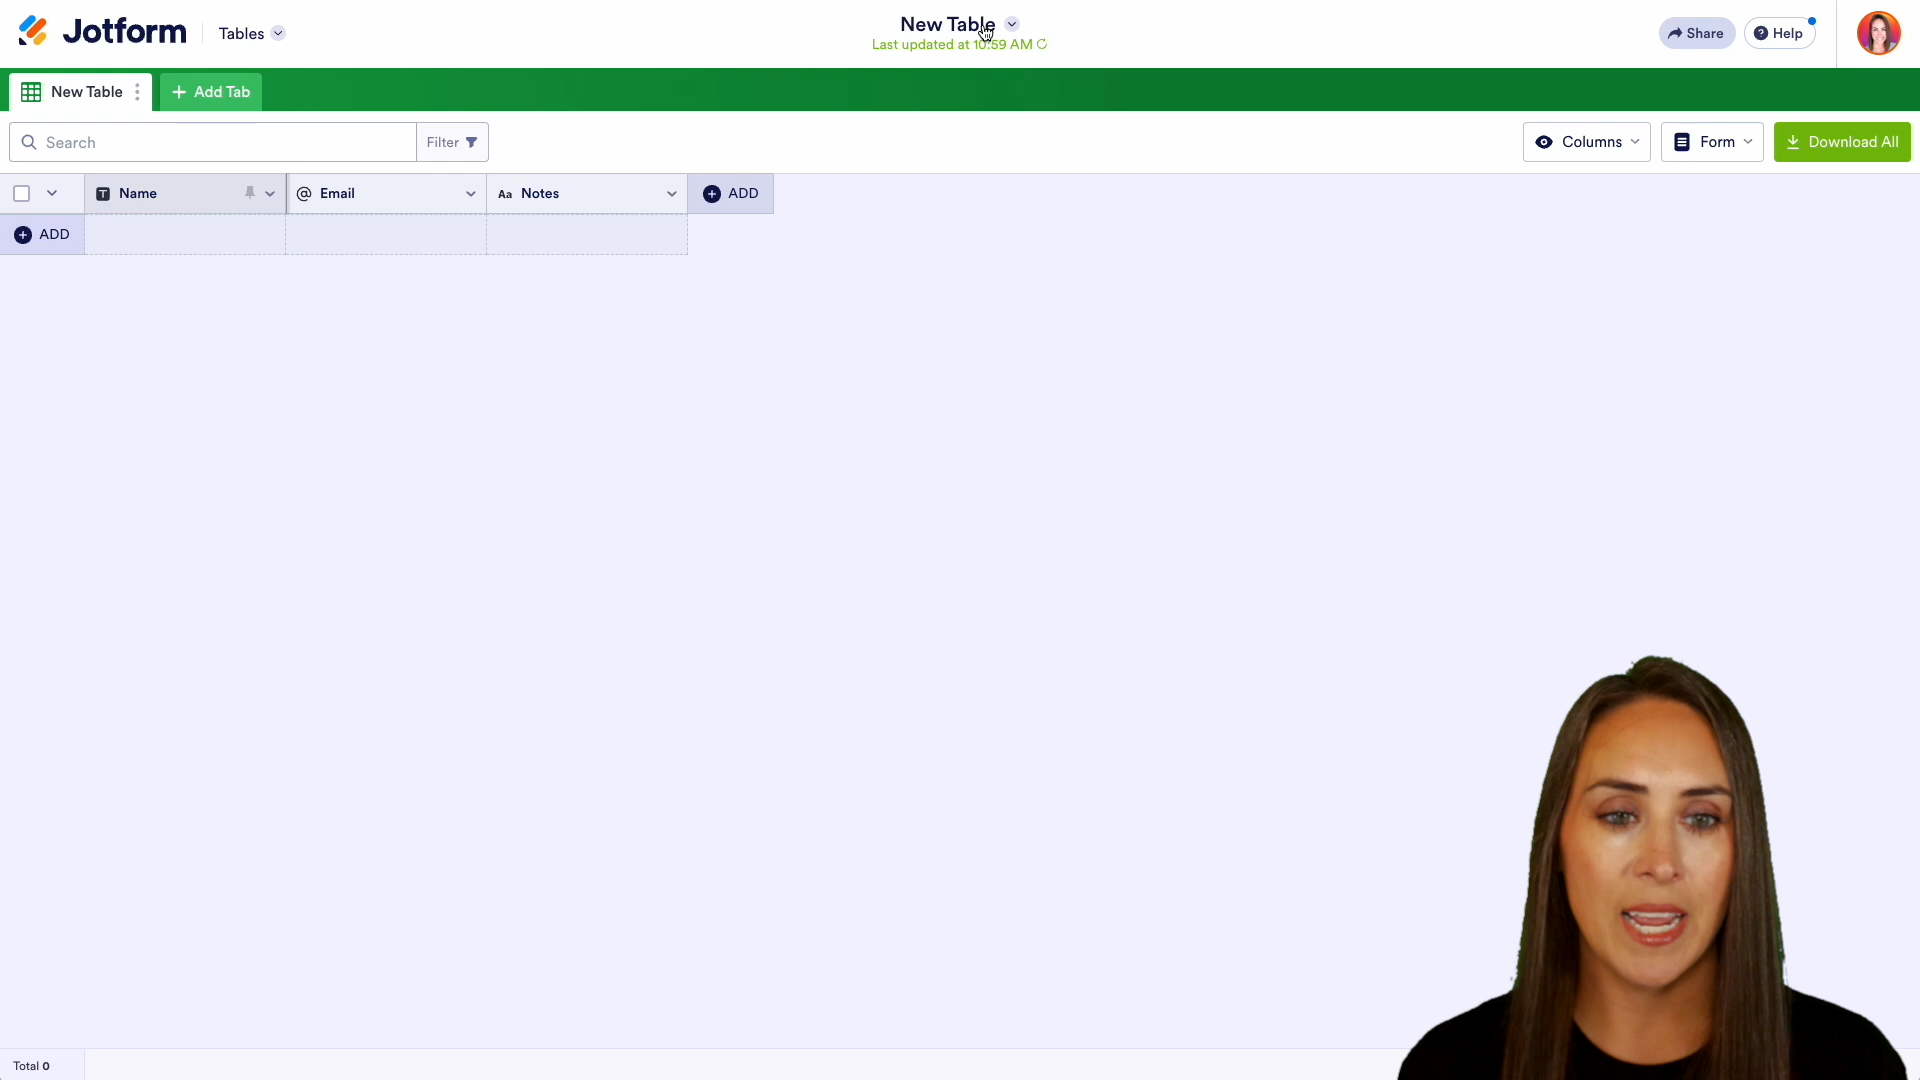 Jotform
Tables
New Table
Last updated at 10:59 AM
Share
Help
New Table
Add Tab
Search
Filter
Columns
Form
Download All
Name
Email
Aa Notes
ADD
ADD
Total 0